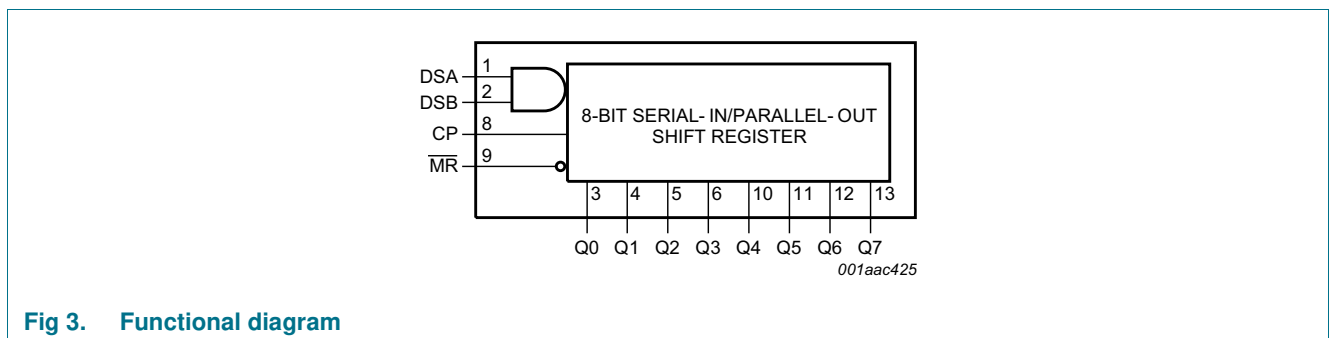 DSA 1
DSB 2
CP 8
MR 9
8-BIT SERIAL- IN/PARALLEL- OUT
SHIFT REGISTER
3 4 5 6 10 11 12 13
Q0 Q1 Q2 Q3 Q4 Q5 Q6 Q7
001aac425
Fig 3. Functional diagram